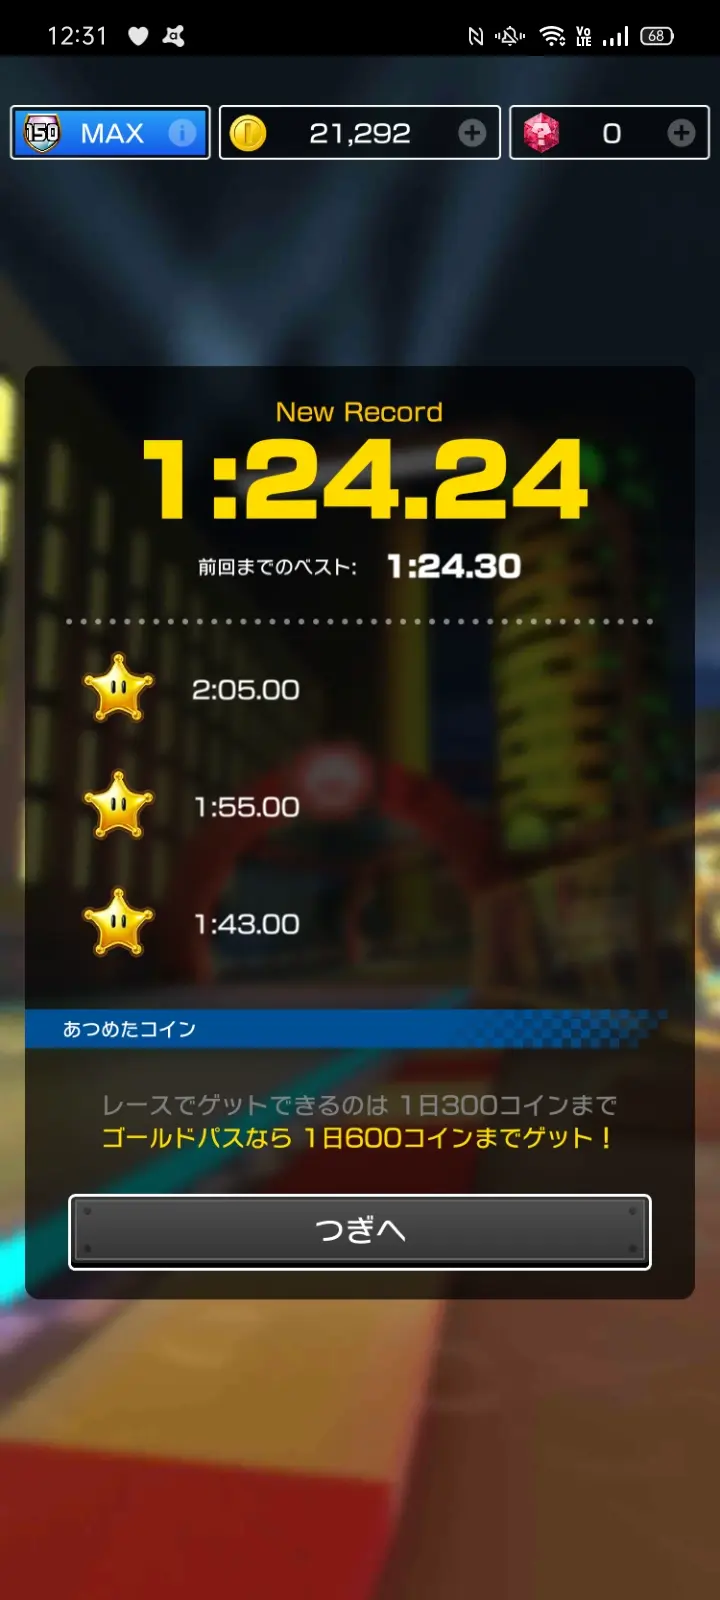 12:31
Vo
LTE
68
150
MAX
i
21,292
+
?
0
+
New Record
1:24.24
前回までのベスト: 1:24.30
2:05.00
1:55.00
1:43.00
あつめたコイン
レースでゲットできるのは 1日300コインまで
ゴールドパスなら 1日600コインまでゲット！
つぎへ